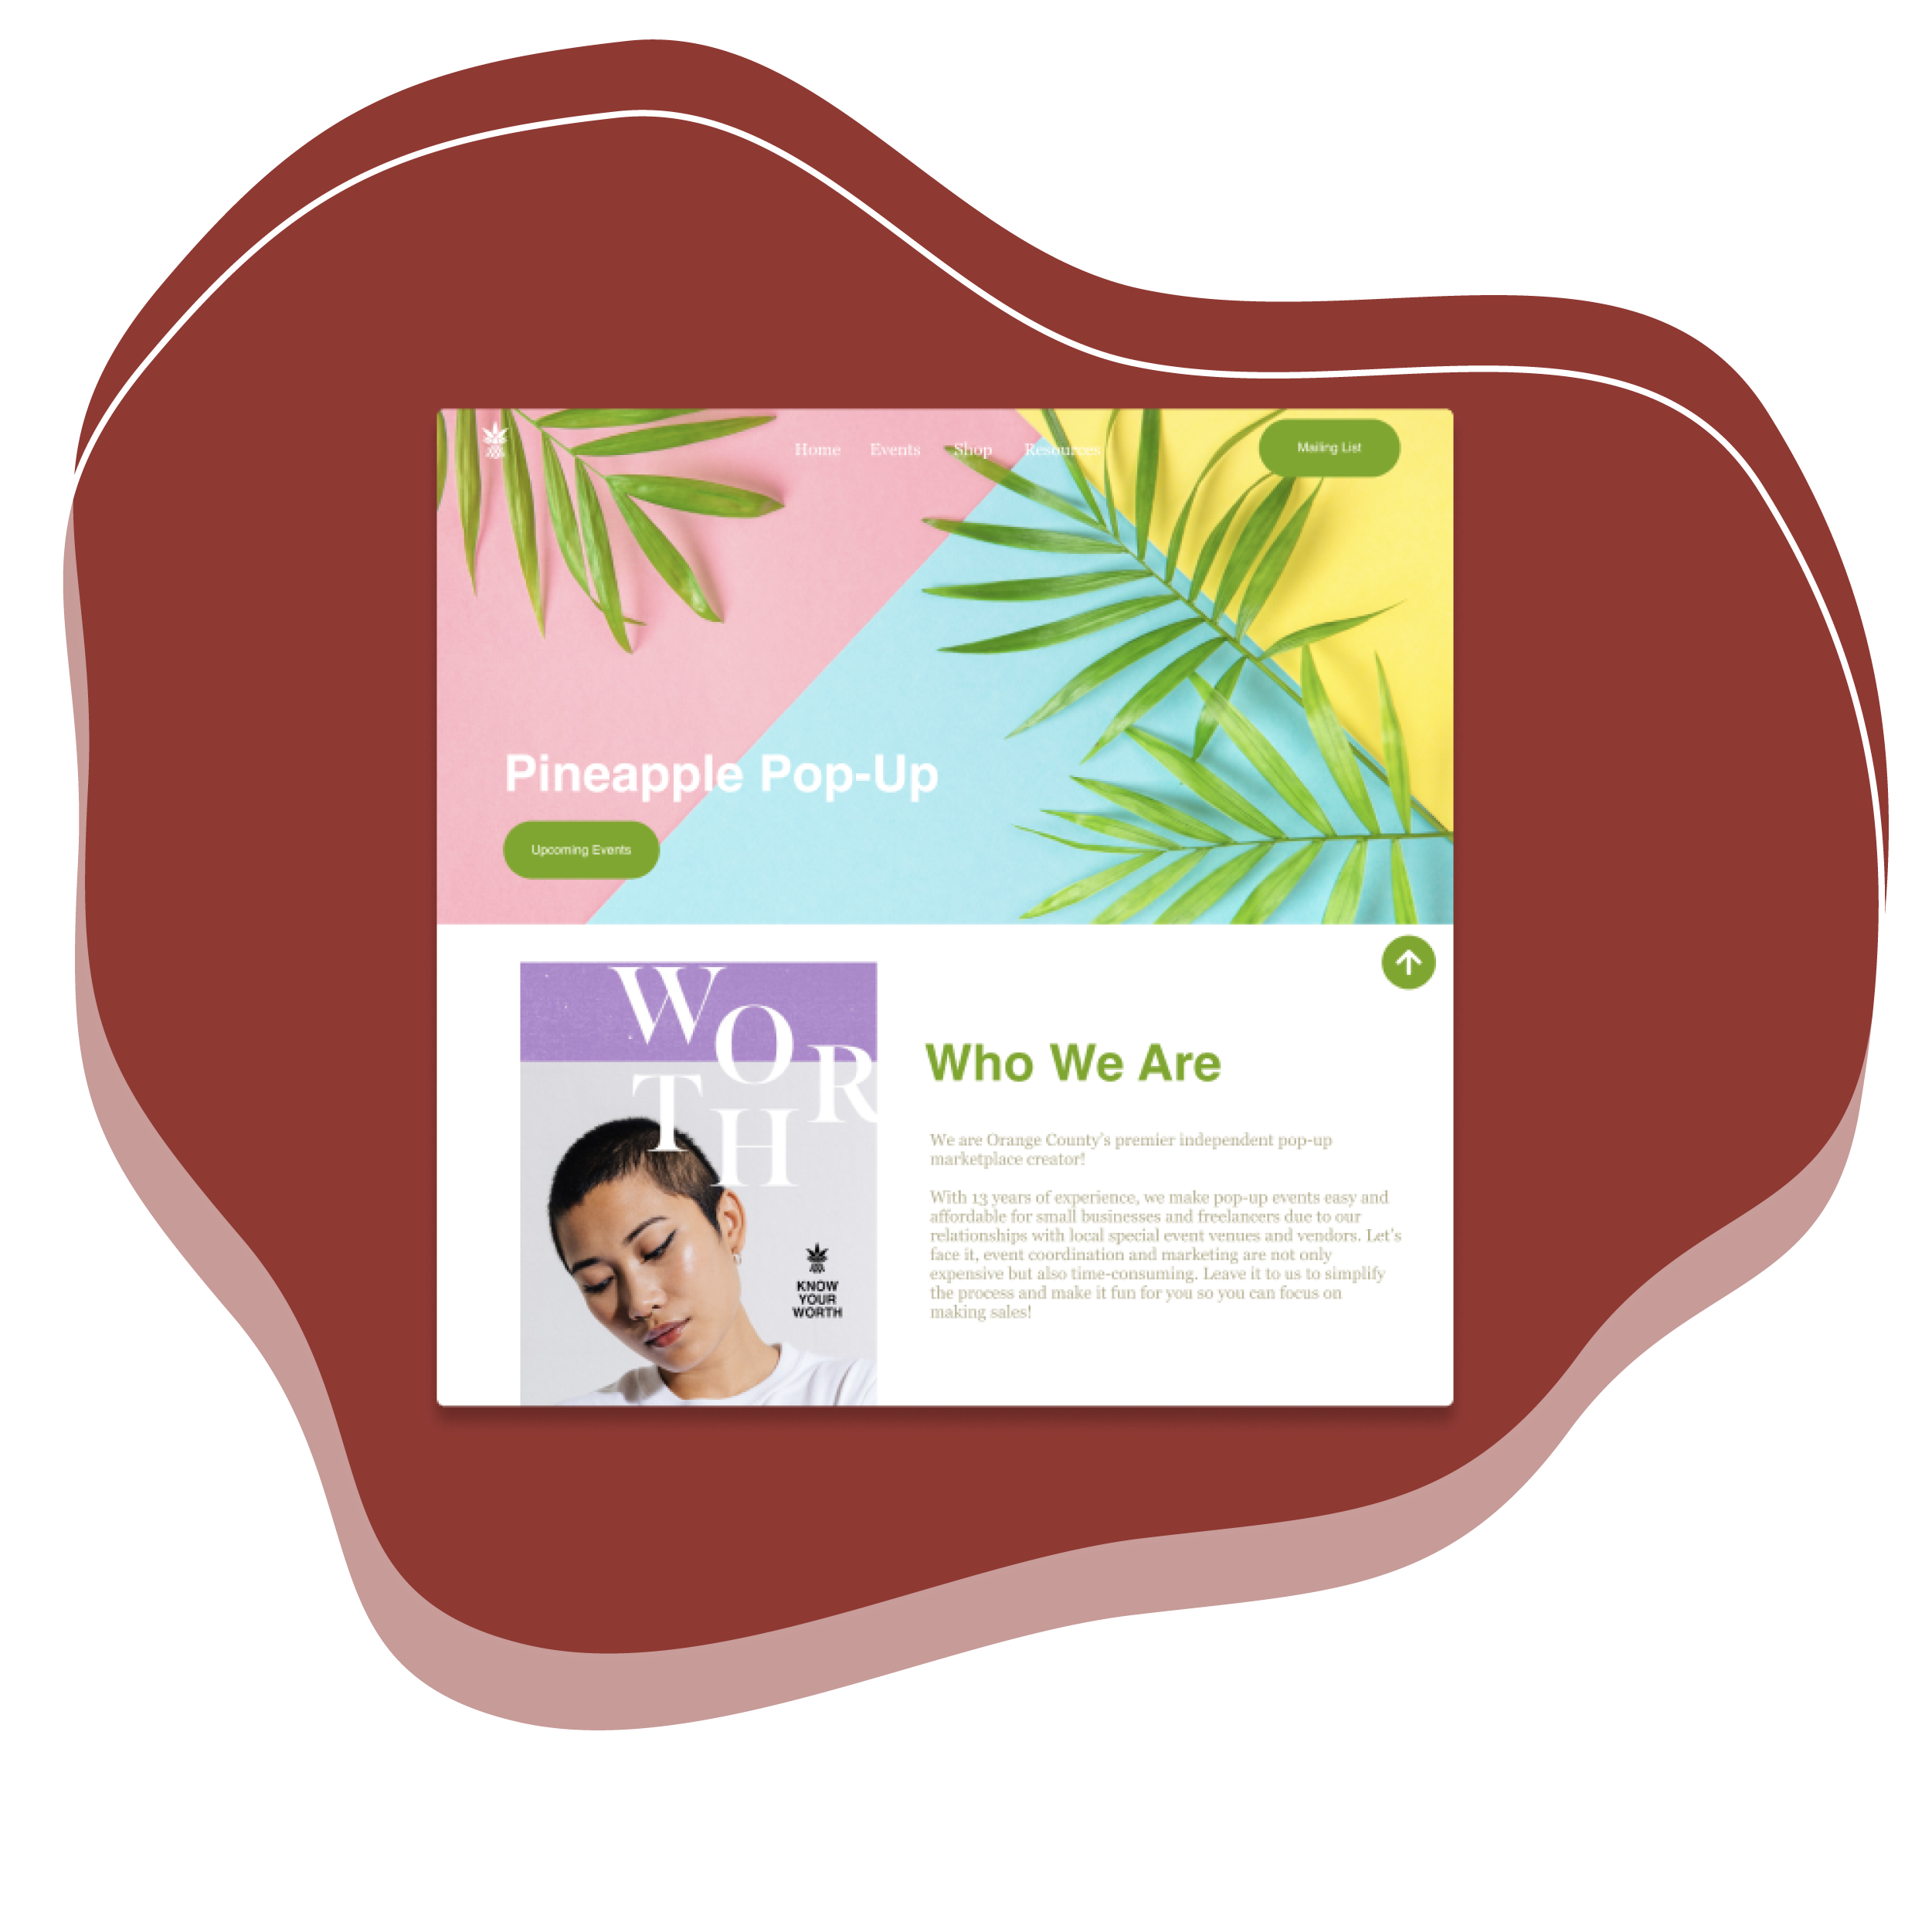 Home Events Shop Resources
Mailing List
Pineapple Pop-Up
Upcoming Events
WOR
TH
KNOW
YOUR
WORTH
Who We Are
We are Orange County's premier independent pop-up
marketplace creator!
With 13 years of experience, we make pop-up events easy and
affordable for small businesses and freelancers due to our
relationships with local special event venues and vendors. Let's
face it, event coordination and marketing are not only
expensive but also time-consuming. Leave it to us to simplify
the process and make it fun for you so you can focus on
making sales!